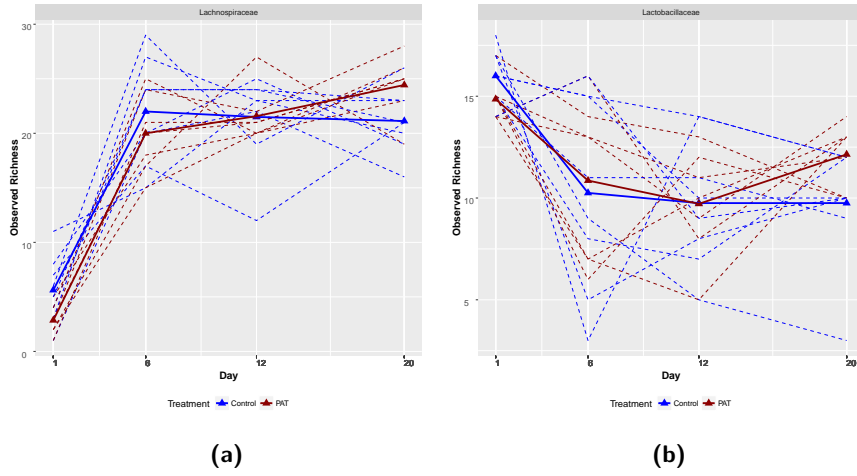 Lachnospiraceae
Observed Richness
30
20
10
0
1
6
12
20
Day
Treatment Control PAT
(a)
Lactobacillaceae
Observed Richness
15
10
5
1
6
12
20
Day
Treatment Control PAT
(b)